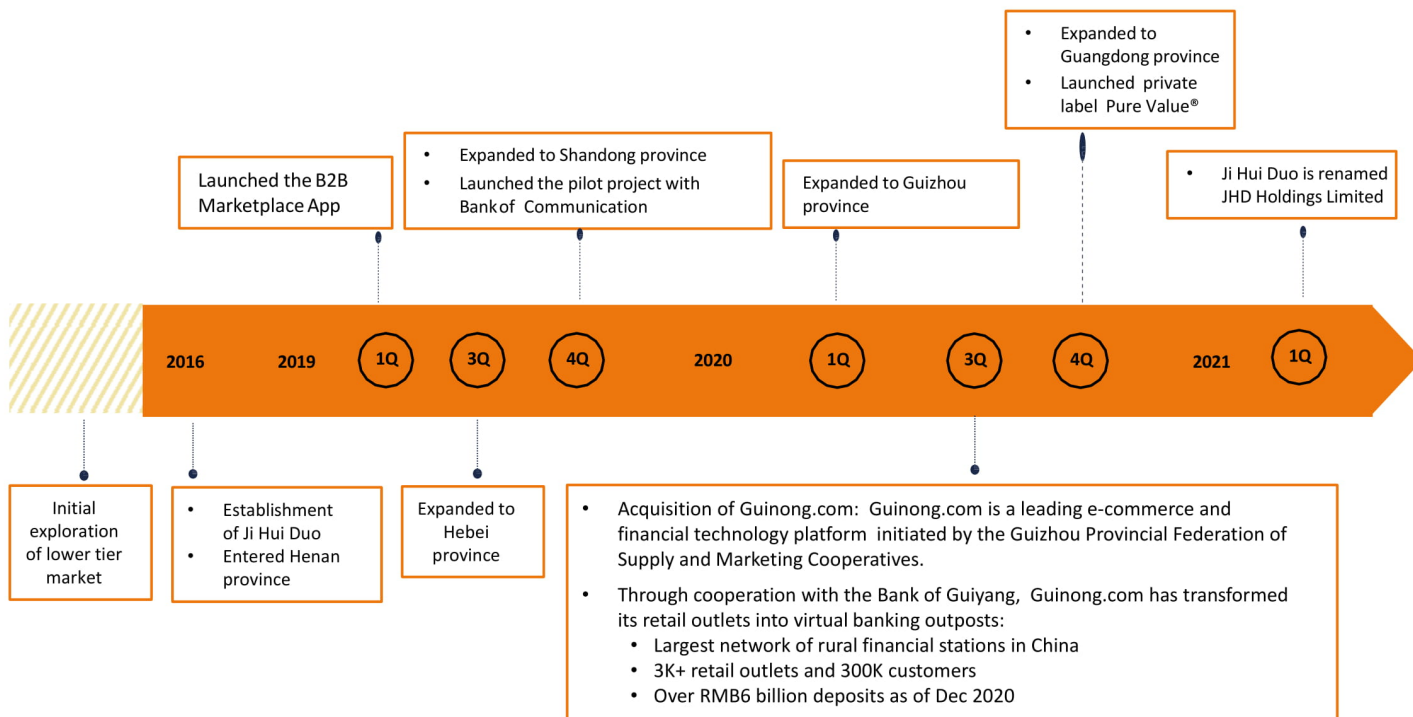 • Expanded to
Guangdong province
• Launched private
label Pure Value®
Launched the B2B
Marketplace App
• Expanded to Shandong province
• Launched the pilot project with
Bank of Communication
Expanded to Guizhou
province
• Ji Hui Duo is renamed
JHD Holdings Limited
2016 2019 1Q 3Q 4Q 2020 1Q 3Q 4Q 2021 1Q
Initial
exploration
of lower tier
market
• Establishment
of Ji Hui Duo
• Entered Henan
province
Expanded to
Hebei
province
• Acquisition of Guinong.com: Guinong.com is a leading e-commerce and
financial technology platform initiated by the Guizhou Provincial Federation of
Supply and Marketing Cooperatives.
• Through cooperation with the Bank of Guiyang, Guinong.com has transformed
its retail outlets into virtual banking outposts:
• Largest network of rural financial stations in China
• 3K+ retail outlets and 300K customers
• Over RMB6 billion deposits as of Dec 2020